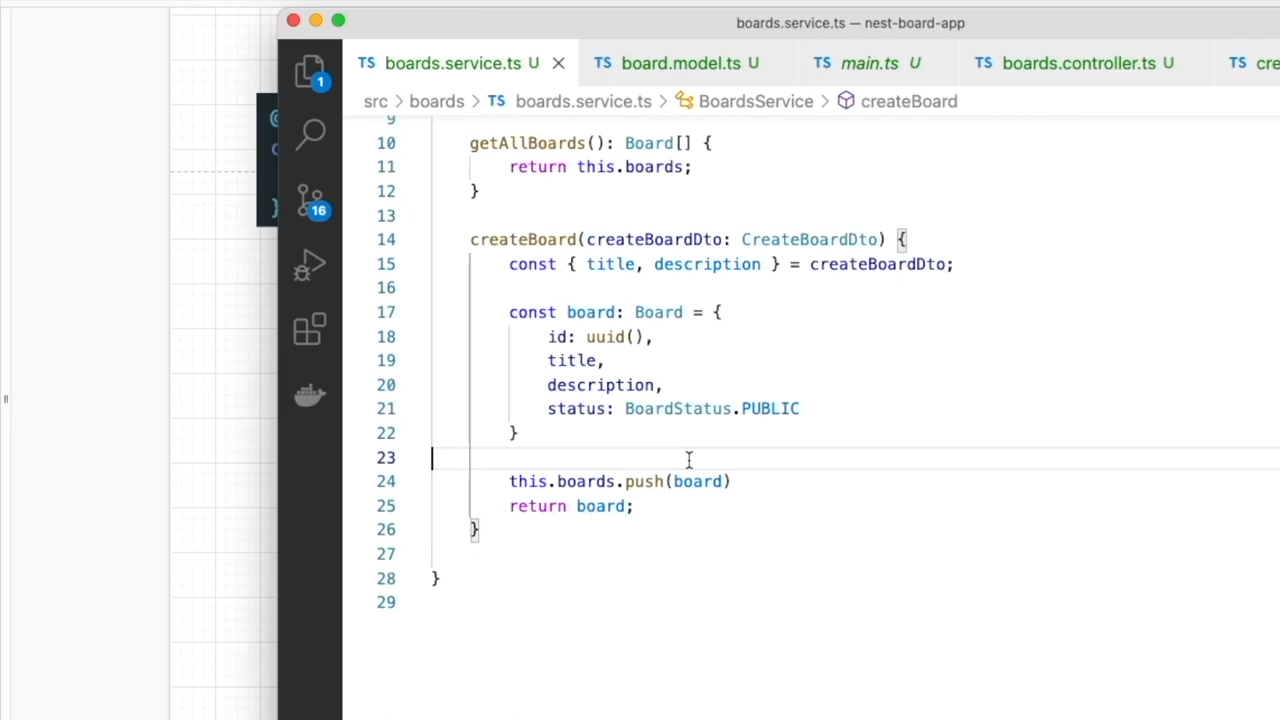 boards.service.ts — nest-board-app
TS boards.service.ts U TS board.model.ts U TS main.ts U TS boards.controller.ts U TS cre
src > boards > TS boards.service.ts > BoardsService > createBoard
1
16
9
10 getAllBoards(): Board[] {
11 return this.boards;
12 }
13
14 createBoard(createBoardDto: CreateBoardDto) {
15 const { title, description } = createBoardDto;
16
17 const board: Board = {
18 id: uuid(),
19 title,
20 description,
21 status: BoardStatus.PUBLIC
22 }
23
24 this.boards.push(board)
25 return board;
26 }
27
28 }
29